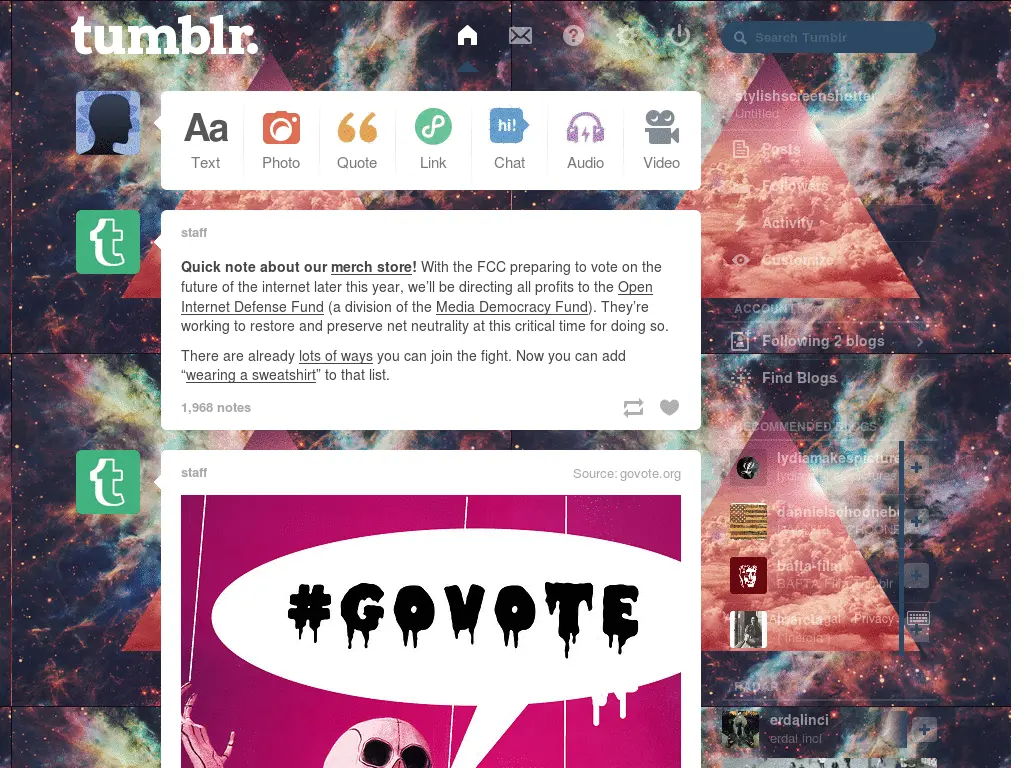 tumblr.
Search Tumblr
stylishscreenshotter
Untitled
Aa
hi!
Text
Photo
Quote
Link
Chat
Audio
Video
Posts
Followers
Activity
Customize
staff
Quick note about our merch store! With the FCC preparing to vote on the
future of the internet later this year, we’ll be directing all profits to the Open
Internet Defense Fund (a division of the Media Democracy Fund). They’re
working to restore and preserve net neutrality at this critical time for doing so.
There are already lots of ways you can join the fight. Now you can add
“wearing a sweatshirt” to that list.
1,968 notes
ACCOUNT
Following 2 blogs
Find Blogs
RECOMMENDED BLOGS
lydiamakespicture
bafta-film
inercia
( inercia )
Privacy
RADAR
erdalinci
erdal inci
t
t
staff
Source: govote.org
#GOVOTE